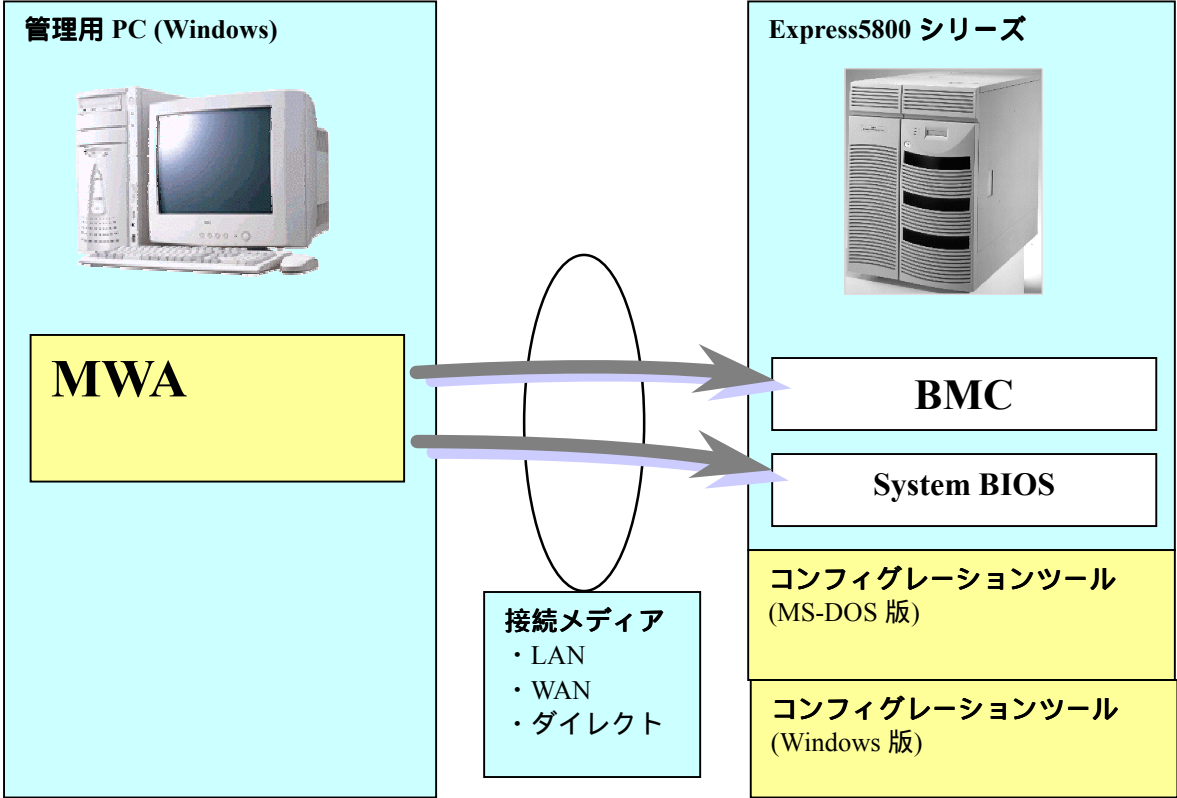 管理用 PC (Windows)
MWA
接続メディア
・LAN
・WAN
・ダイレクト
Express5800 シリーズ
BMC
System BIOS
コンフィグレーションツール
(MS-DOS 版)
コンフィグレーションツール
(Windows 版)